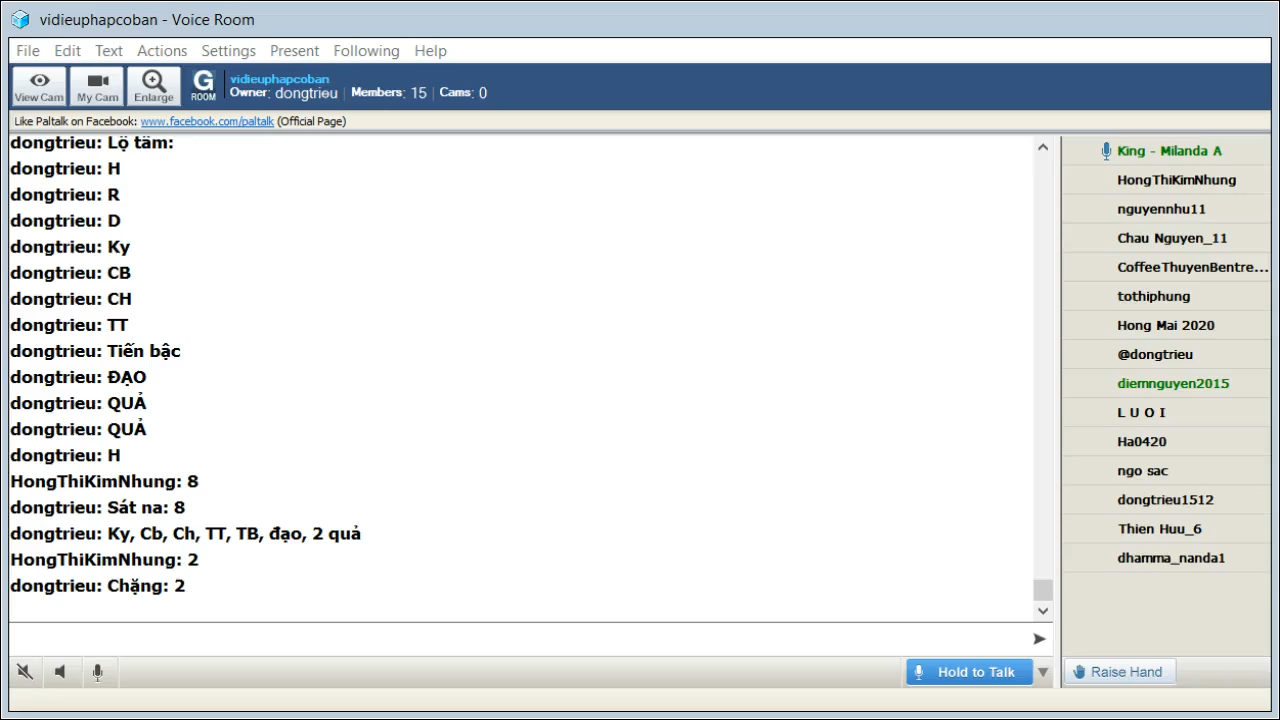 vidieuphapcoban - Voice Room
File Edit Text Actions Settings Present Following Help
View Cam My Cam Enlarge G ROOM
vidieuphapcoban
Owner: dongtrieu | Members: 15 | Cams: 0
Like Paltalk on Facebook: www.facebook.com/paltalk (Official Page)
dongtrieu: Lộ tâm:
dongtrieu: H
dongtrieu: R
dongtrieu: D
dongtrieu: Ky
dongtrieu: CB
dongtrieu: CH
dongtrieu: TT
dongtrieu: Tiến bậc
dongtrieu: ĐẠO
dongtrieu: QUẢ
dongtrieu: QUẢ
dongtrieu: H
HongThiKimNhung: 8
dongtrieu: Sát na: 8
dongtrieu: Ky, Cb, Ch, TT, TB, đạo, 2 quả
HongThiKimNhung: 2
dongtrieu: Chặng: 2
King - Milanda A
HongThiKimNhung
nguyennhu11
Chau Nguyen_11
CoffeeThuyenBentre...
tothiphung
Hong Mai 2020
@dongtrieu
diemnguyen2015
L U O I
Ha0420
ngo sac
dongtrieu1512
Thien Huu_6
dhamma_nanda1
Hold to Talk
Raise Hand